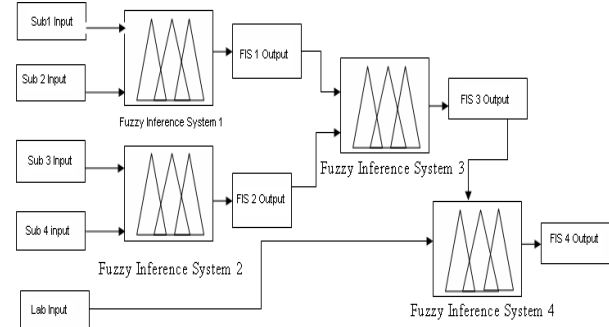 Sub1 Input
Sub 2 Input
FIS 1 Output
Fuzzy Inference System 1
Sub 3 Input
Sub 4 input
FIS 2 Output
Fuzzy Inference System 2
FIS 3 Output
Fuzzy Inference System 3
Lab Input
FIS 4 Output
Fuzzy Inference System 4